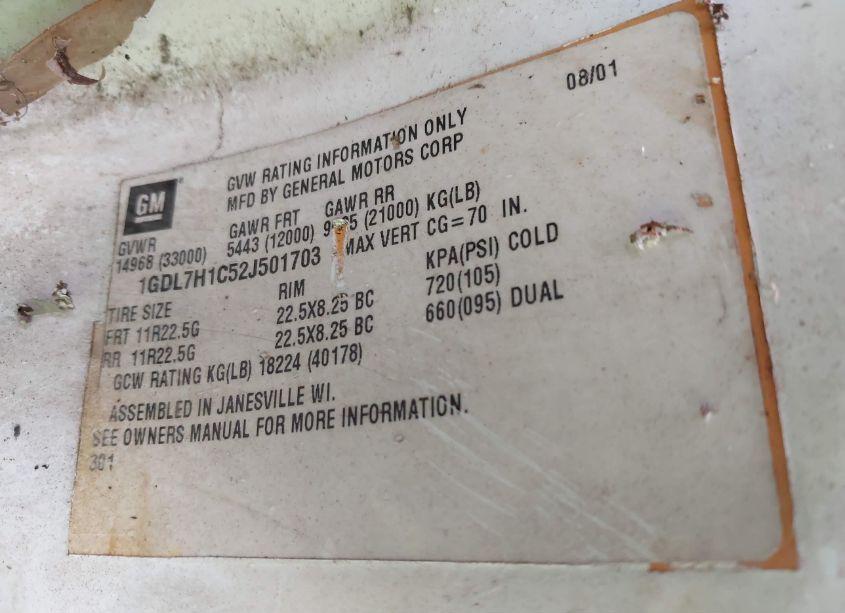 08/01
GM
GVW RATING INFORMATION ONLY
MFD BY GENERAL MOTORS CORP
GVWR GAWR FRT GAWR RR
14968 (33000) 5443 (12000) (21000) KG(LB)
1GDL7H1C52J501703 MAX VERT CG=70 IN.
TIRE SIZE RIM KPA(PSI) COLD
FRT 11R22.5G 22.5X8.25 BC 720(105)
RR 11R22.5G 22.5X8.25 BC 660(095) DUAL
GCW RATING KG(LB) 18224 (40178)
ASSEMBLED IN JANESVILLE WI.
SEE OWNERS MANUAL FOR MORE INFORMATION.
301